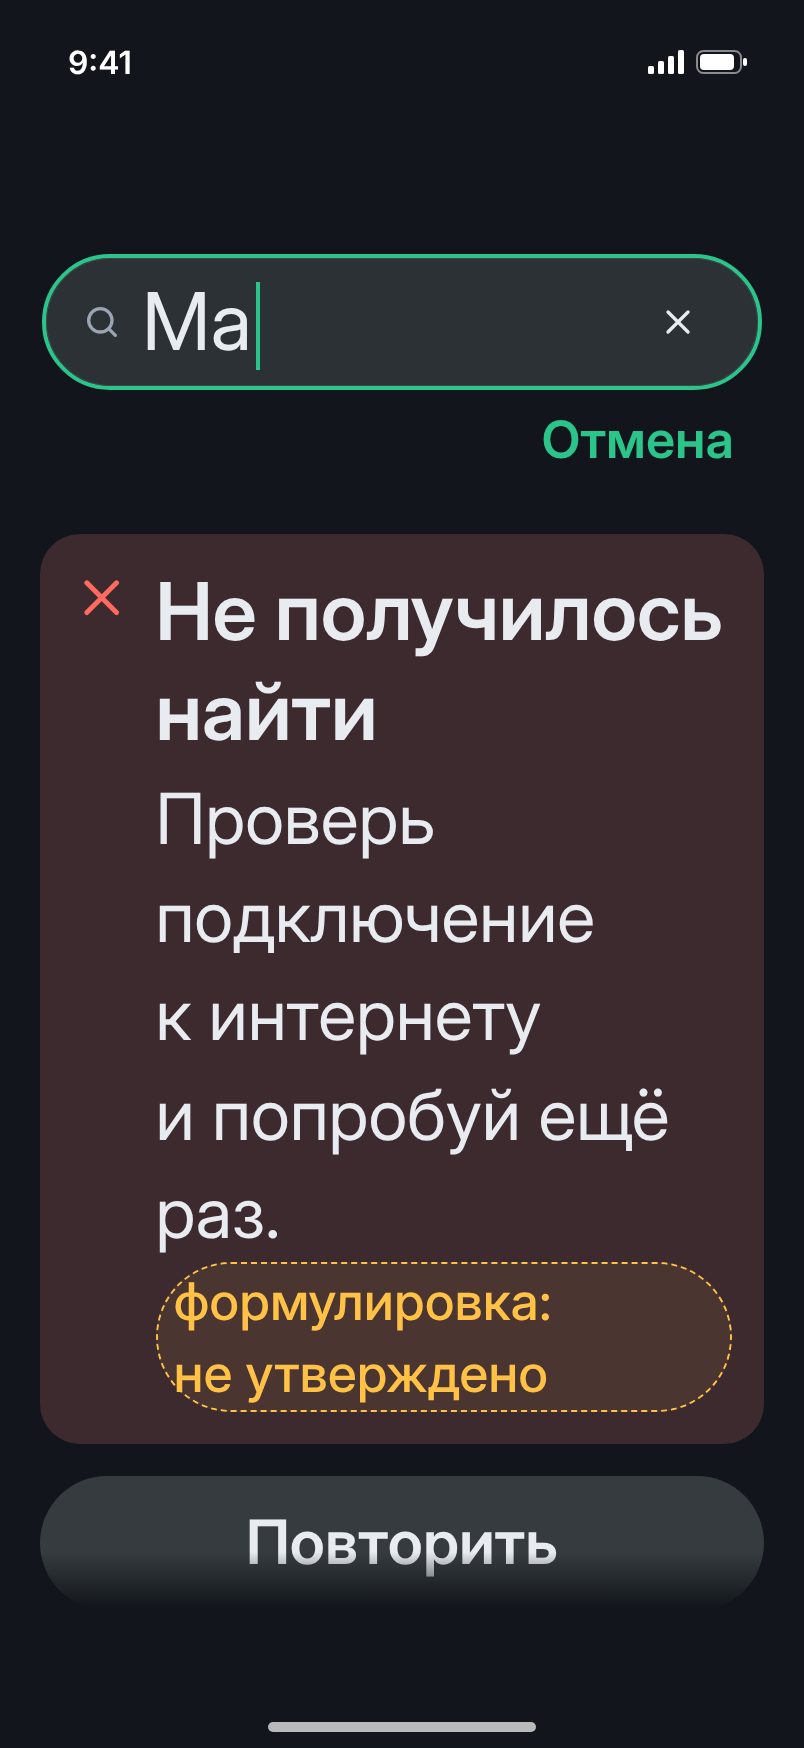 9:41
Ма
Отмена
Не получилось
найти
Проверь
подключение
к интернету
и попробуй ещё
раз.
формулировка:
не утверждено
Повторить